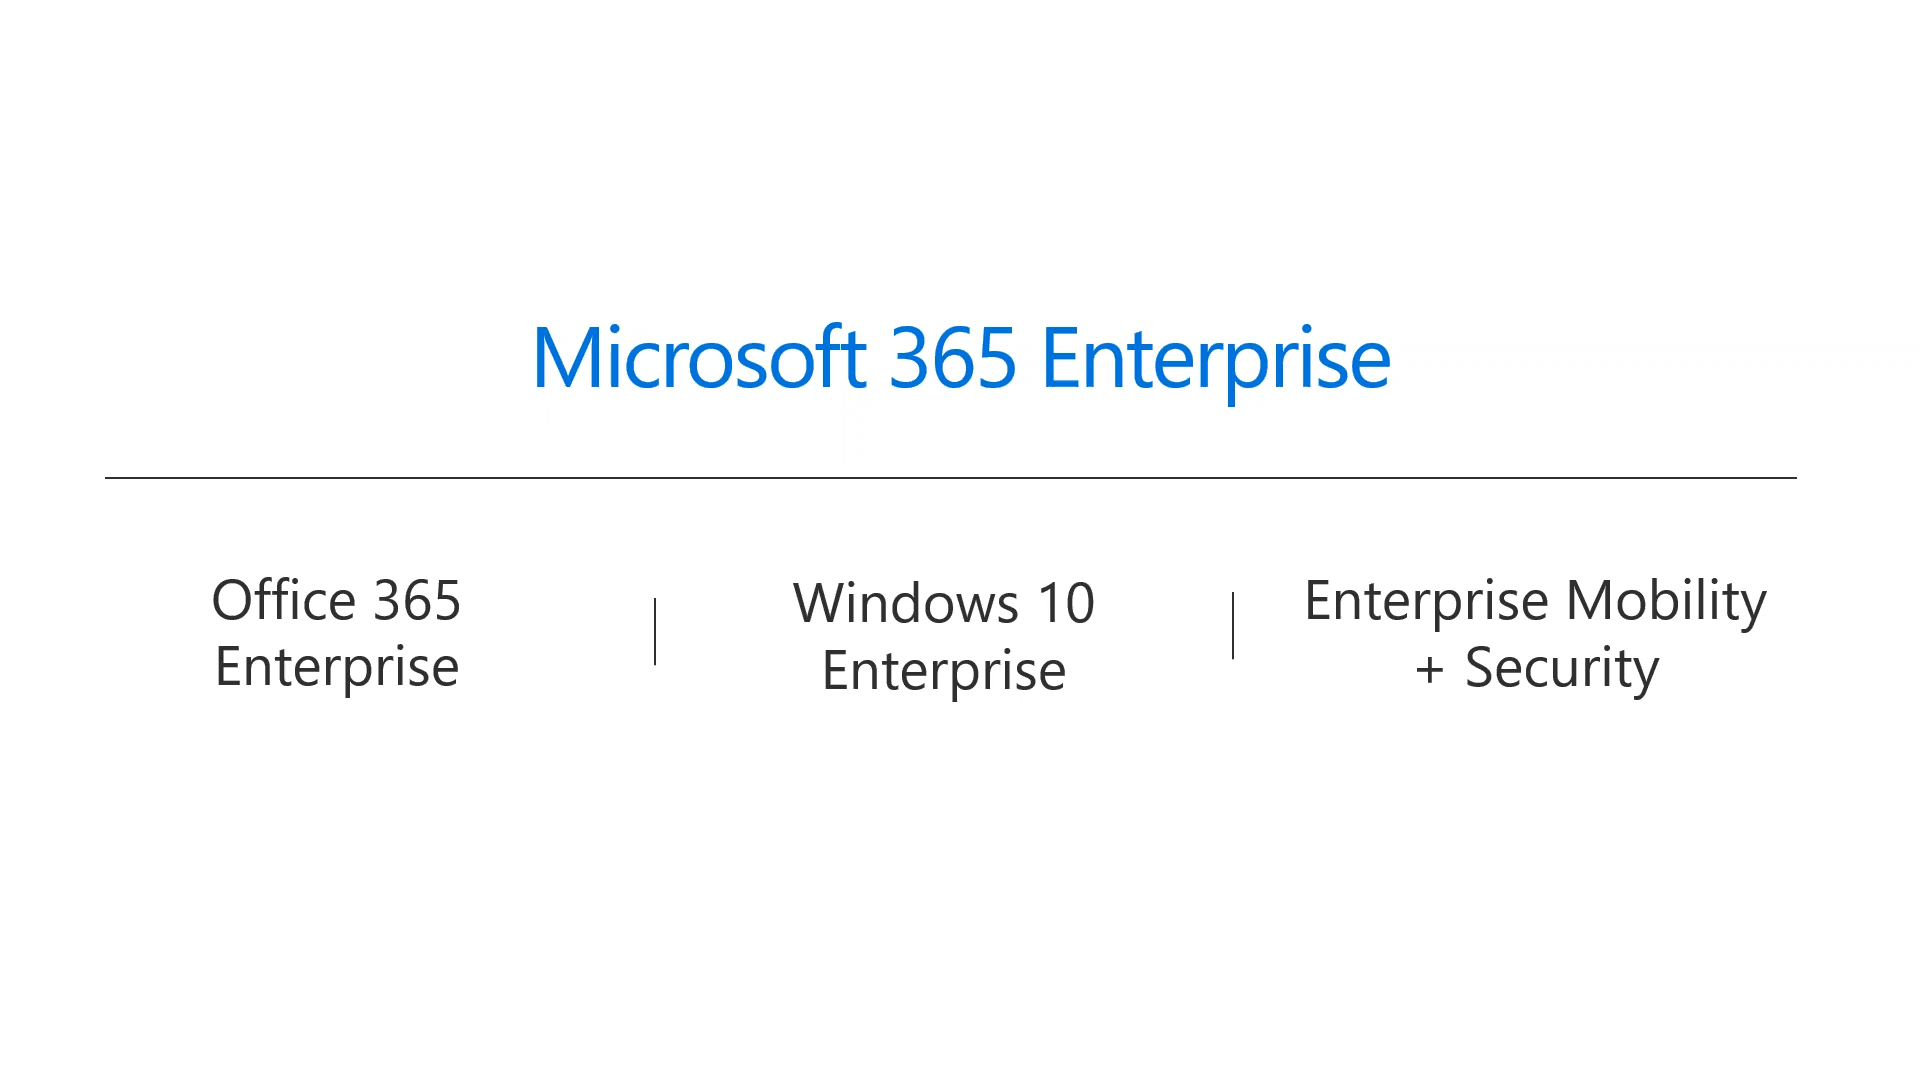 Microsoft 365 Enterprise
Office 365
Enterprise
Windows 10
Enterprise
Enterprise Mobility
+ Security